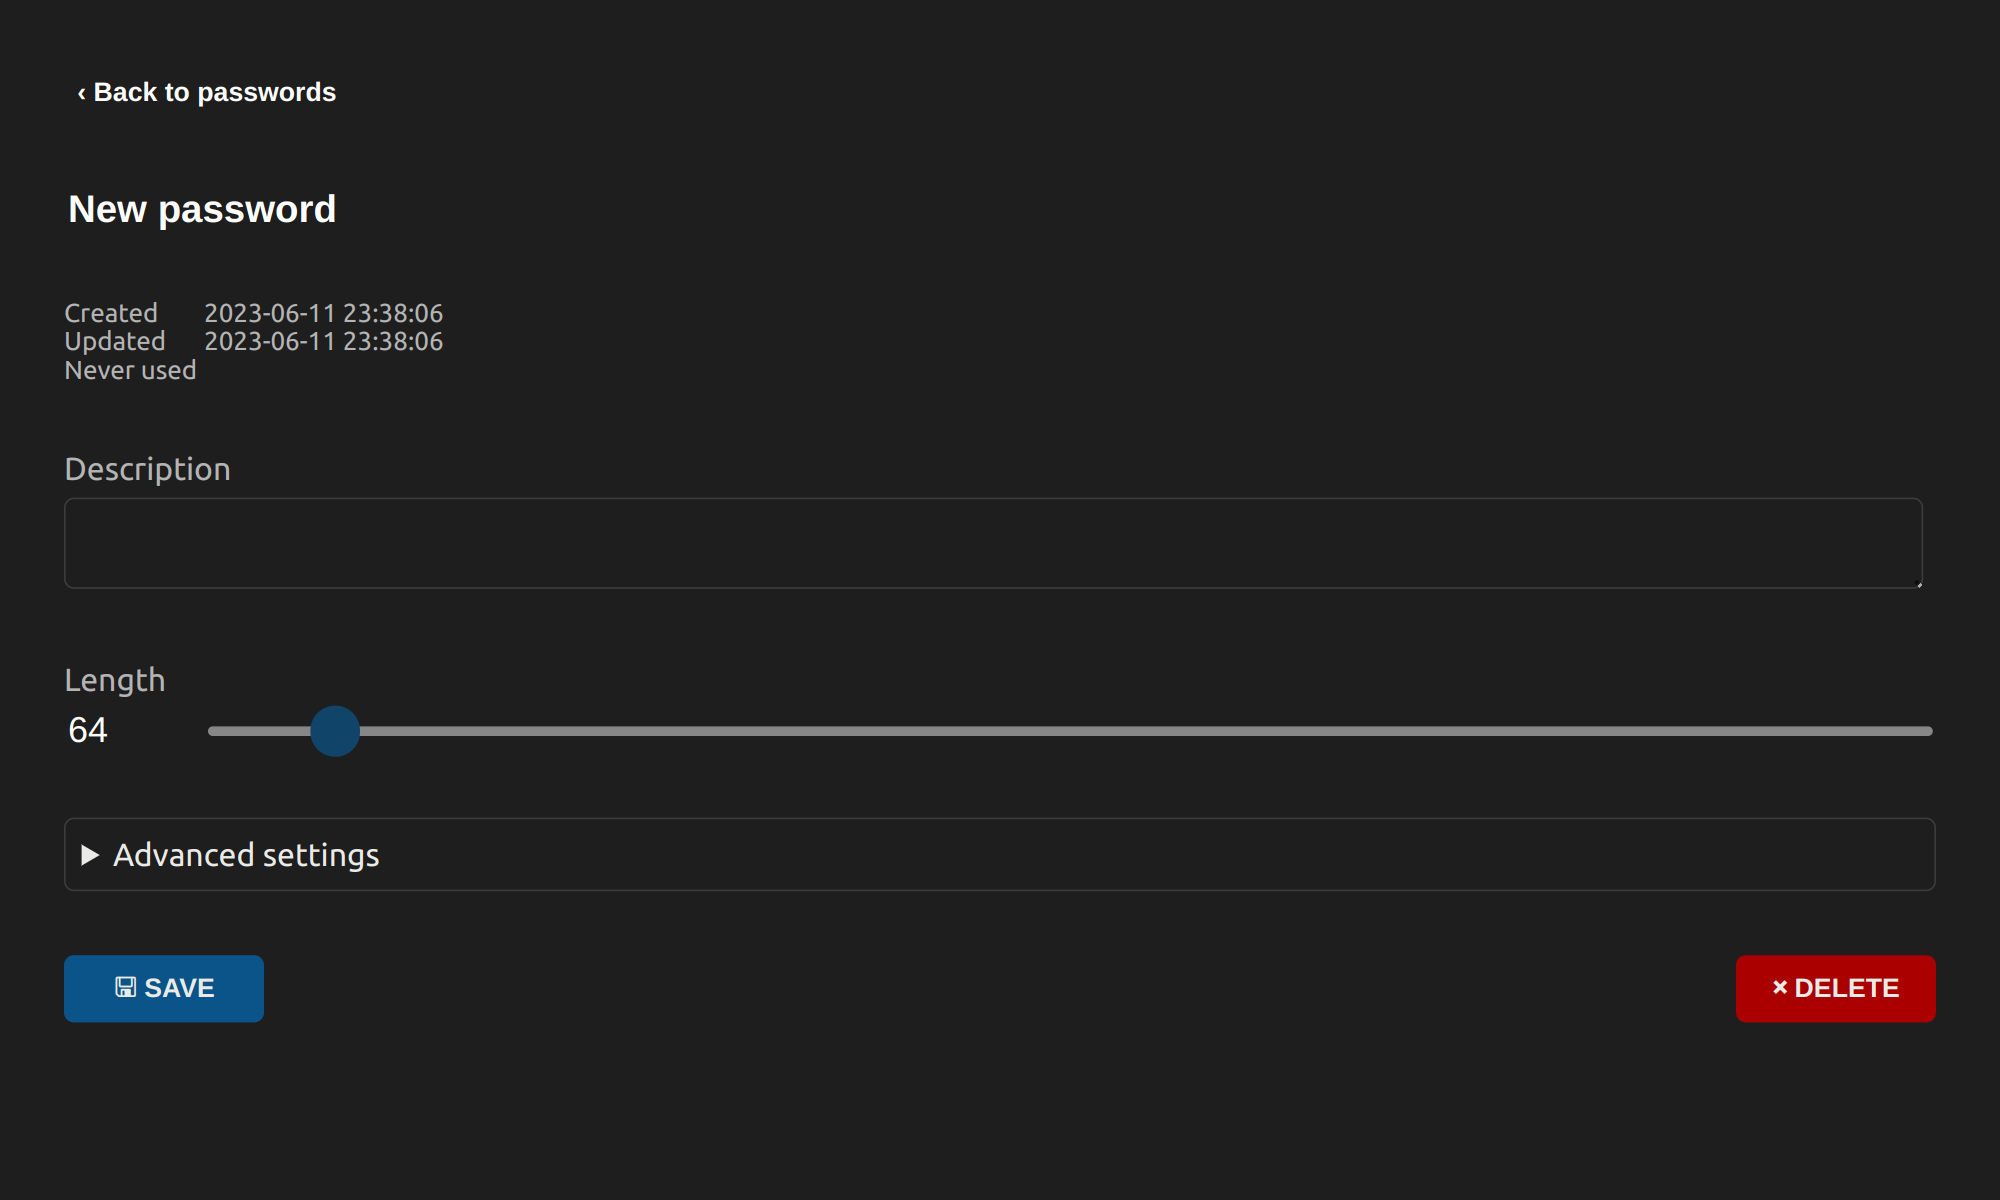 ‹ Back to passwords
New password
Created 2023-06-11 23:38:06
Updated 2023-06-11 23:38:06
Never used
Description
Length
64
▶ Advanced settings
🖫 SAVE
× DELETE